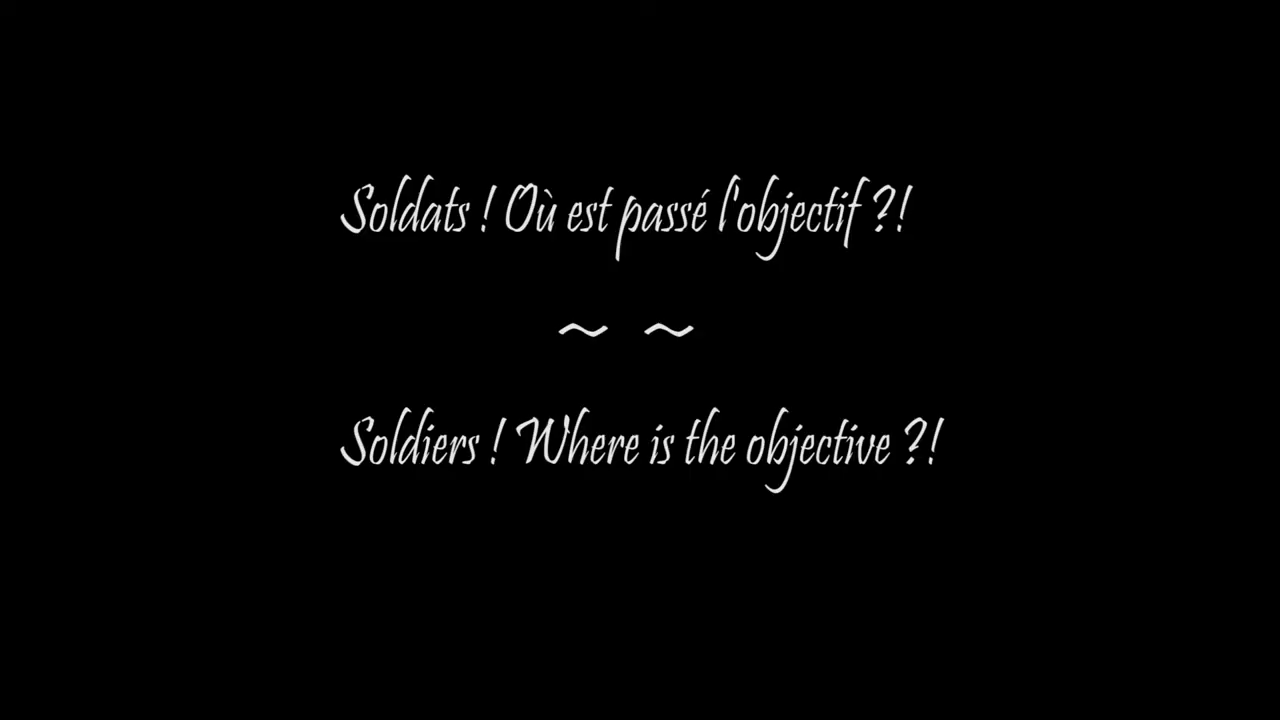 Soldats ! Où est passé l'objectif ?!
~ ~
Soldiers ! Where is the objective ?!